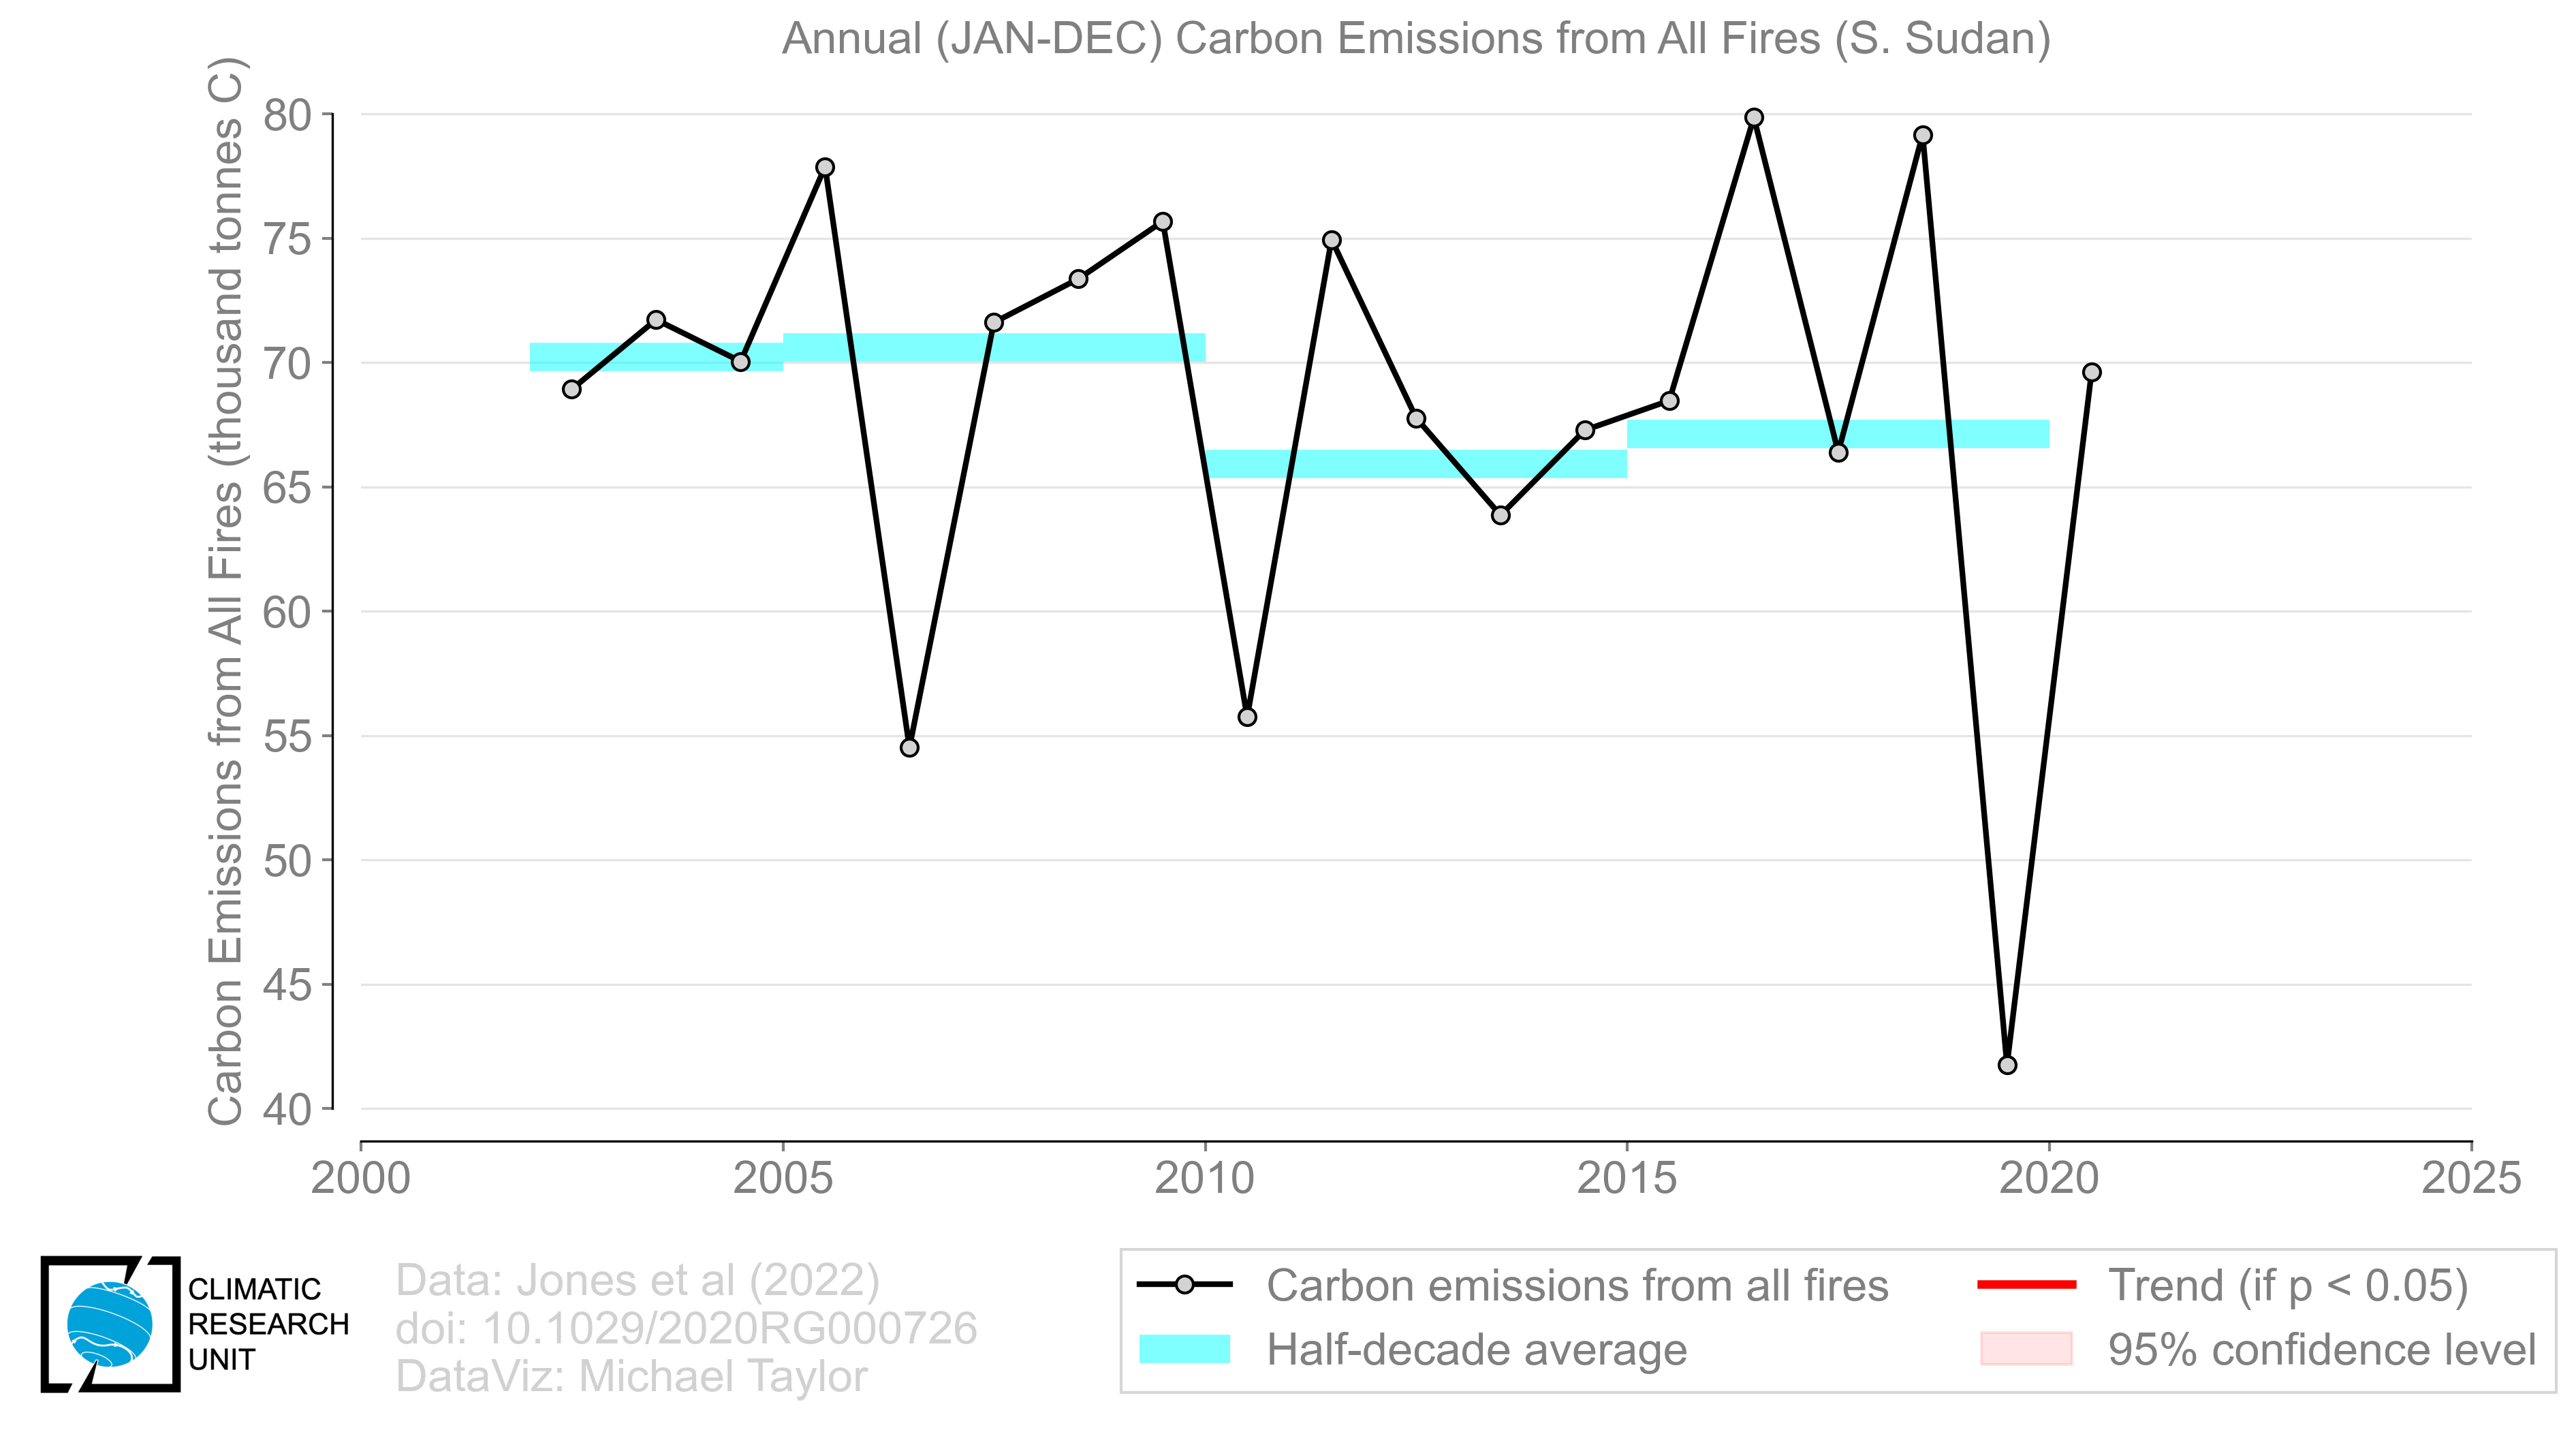 Annual (JAN-DEC) Carbon Emissions from All Fires (S. Sudan)
Carbon Emissions from All Fires (thousand tonnes C)
80
75
70
65
60
55
50
45
40
2000 2005 2010 2015 2020 2025
CLIMATIC
RESEARCH
UNIT
Data: Jones et al (2022)
doi: 10.1029/2020RG000726
DataViz: Michael Taylor
Carbon emissions from all fires
Half-decade average
Trend (if p < 0.05)
95% confidence level